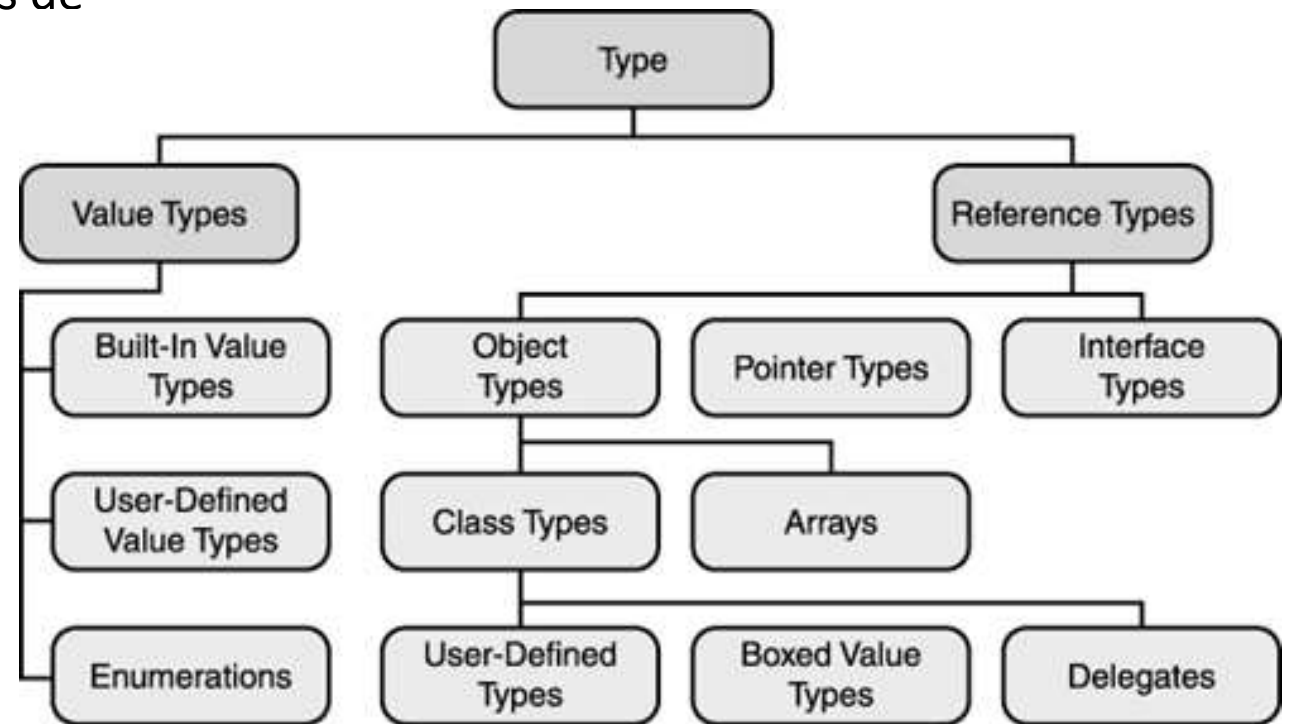 s de
Type
Value Types
Reference Types
Built-In Value
Types
Object
Types
Pointer Types
Interface
Types
User-Defined
Value Types
Class Types
Arrays
Enumerations
User-Defined
Types
Boxed Value
Types
Delegates